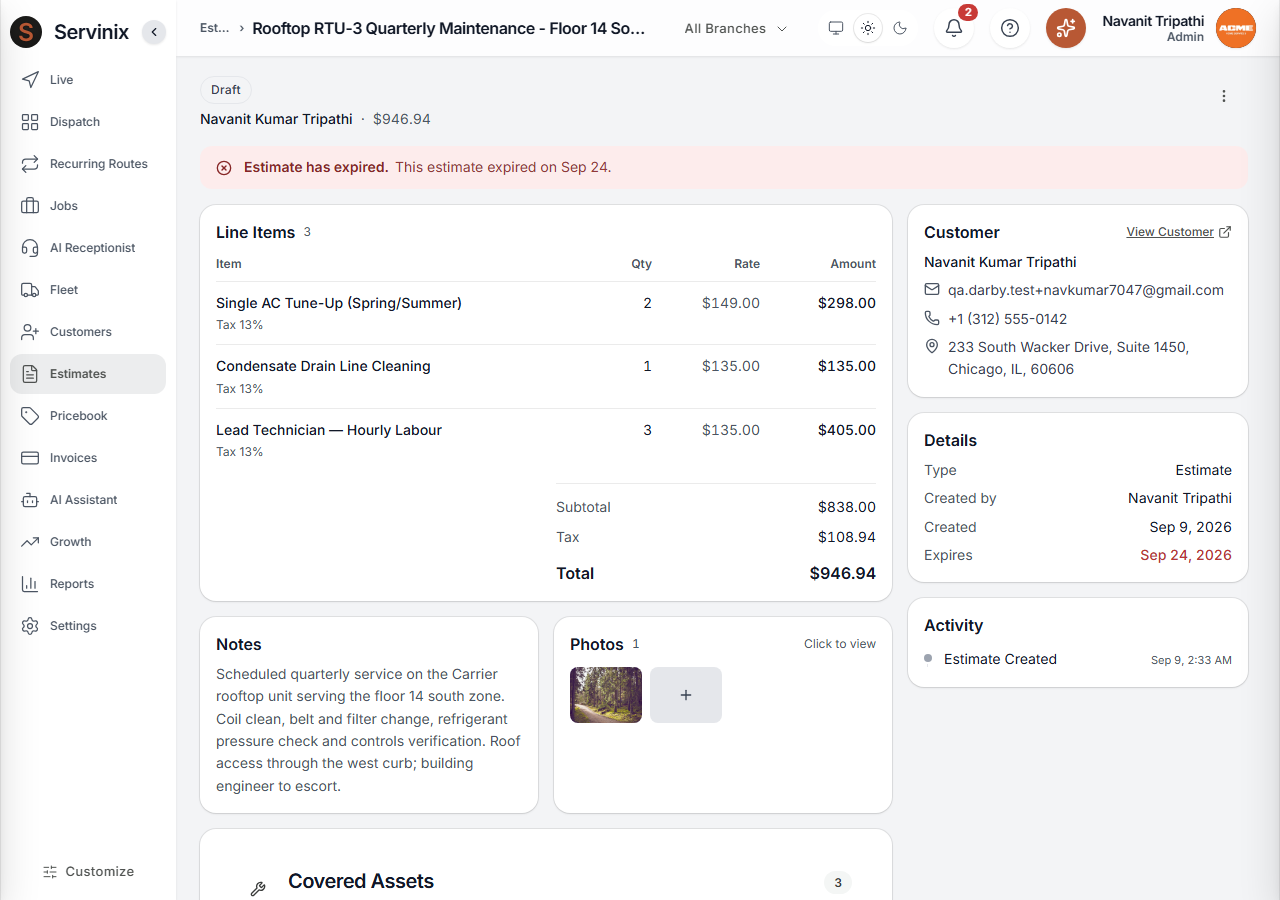 Servinix
Live
Dispatch
Recurring Routes
Jobs
AI Receptionist
Fleet
Customers
Estimates
Pricebook
Invoices
AI Assistant
Growth
Reports
Settings
Customize
Est... › Rooftop RTU-3 Quarterly Maintenance - Floor 14 So...
All Branches
2
Navanit Tripathi
Admin
ACME
Draft
Navanit Kumar Tripathi · $946.94
Estimate has expired. This estimate expired on Sep 24.
Line Items 3
Item Qty Rate Amount
Single AC Tune-Up (Spring/Summer) 2 $149.00 $298.00
Tax 13%
Condensate Drain Line Cleaning 1 $135.00 $135.00
Tax 13%
Lead Technician — Hourly Labour 3 $135.00 $405.00
Tax 13%
Subtotal $838.00
Tax $108.94
Total $946.94
Notes
Scheduled quarterly service on the Carrier
rooftop unit serving the floor 14 south zone.
Coil clean, belt and filter change, refrigerant
pressure check and controls verification. Roof
access through the west curb; building
engineer to escort.
Photos 1 Click to view
Covered Assets 3
Customer View Customer
Navanit Kumar Tripathi
qa.darby.test+navkumar7047@gmail.com
+1 (312) 555-0142
233 South Wacker Drive, Suite 1450,
Chicago, IL, 60606
Details
Type Estimate
Created by Navanit Tripathi
Created Sep 9, 2026
Expires Sep 24, 2026
Activity
Estimate Created Sep 9, 2:33 AM